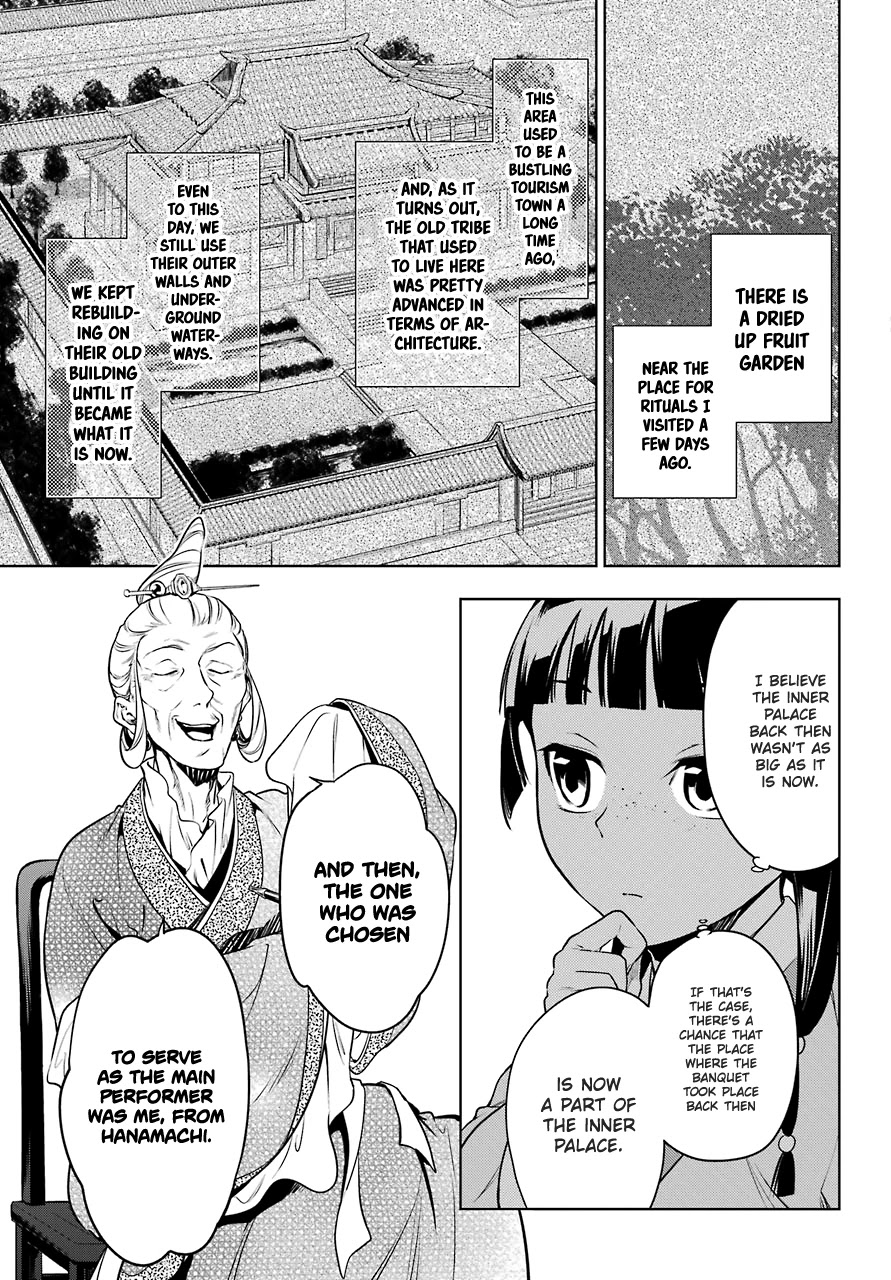 THERE IS
A DRIED
UP FRUIT
GARDEN
NEAR THE
PLACE FOR
RITUALS I
VISITED A
FEW DAYS
AGO.
THIS
AREA
USED
TO BE A
BUSTLING
TOURISM
TOWN A
LONG
TIME
AGO,
AND, AS IT
TURNS OUT,
THE OLD TRIBE
THAT USED
TO LIVE HERE
WAS PRETTY
ADVANCED IN
TERMS OF AR-
CHITECTURE.
EVEN
TO THIS
DAY, WE
STILL USE
THEIR OUTER
WALLS AND
UNDER-
GROUND
WATER-
WAYS.
WE KEPT
REBUILD-
ING ON
THEIR OLD
BUILDING
UNTIL IT
BECAME
WHAT IT
IS NOW.
I BELIEVE
THE INNER
PALACE
BACK THEN
WASN'T AS
BIG AS IT
IS NOW.
IF THAT'S
THE CASE,
THERE'S A
CHANCE THAT
THE PLACE
WHERE THE
BANQUET
TOOK PLACE
BACK THEN
IS NOW
A PART OF
THE INNER
PALACE.
AND THEN,
THE ONE
WHO WAS
CHOSEN
TO SERVE
AS THE MAIN
PERFORMER
WAS ME, FROM
HANAMACHI.